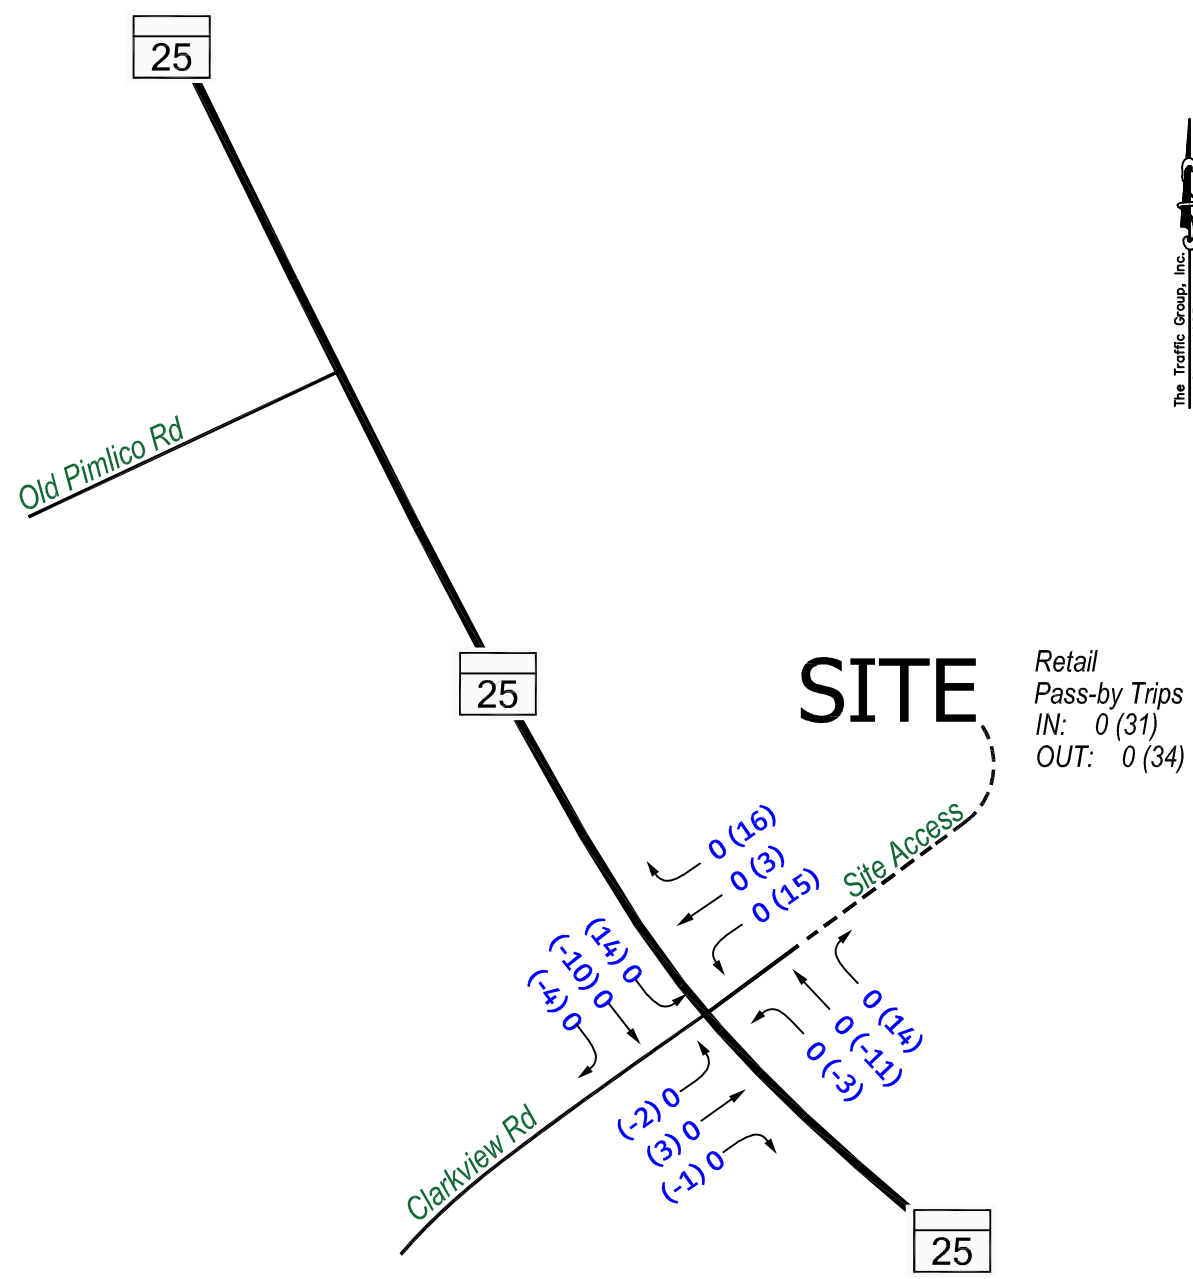 25
The Traffic Group, Inc.
Old Pimlico Rd
25
SITE
Retail
Pass-by Trips
IN: 0 (31)
OUT: 0 (34)
Site Access
0 (16)
0 (3)
0 (15)
(14) 0
(-10) 0
(-4) 0
0 (14)
0 (-11)
0 (-3)
(-2) 0
(3) 0
(-1) 0
Clarkview Rd
25